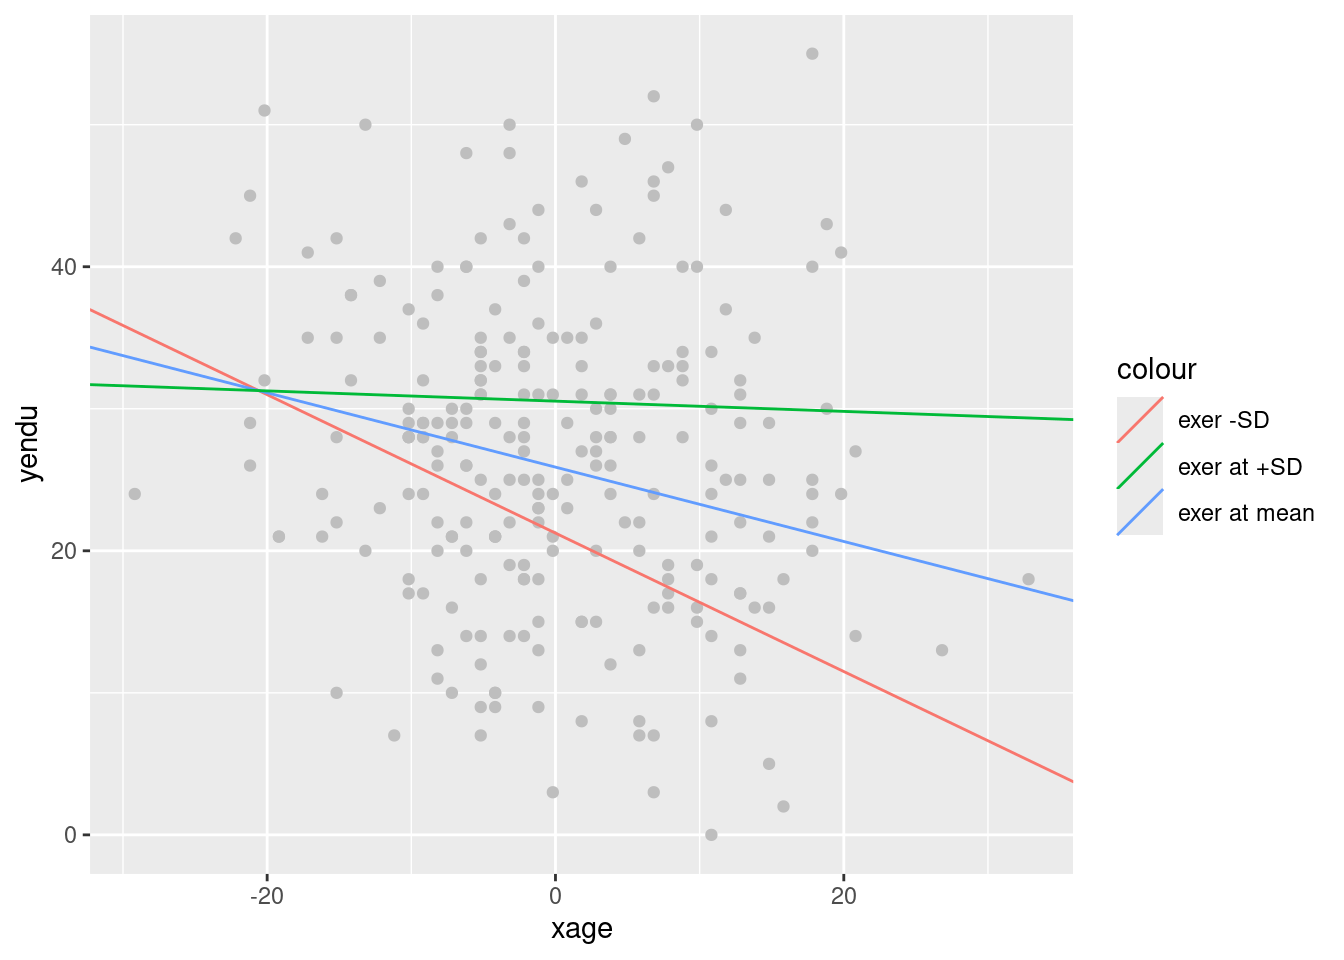 yendu
40
20
0
-20
0
20
xage
colour
exer -SD
exer at +SD
exer at mean